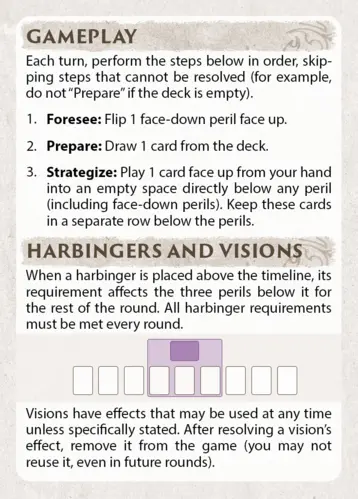 GAMEPLAY
Each turn, perform the steps below in order, skip-
ping steps that cannot be resolved (for example,
do not “Prepare” if the deck is empty).
1. Foresee: Flip 1 face-down peril face up.
2. Prepare: Draw 1 card from the deck.
3. Strategize: Play 1 card face up from your hand
into an empty space directly below any peril
(including face-down perils). Keep these cards
in a separate row below the perils.
HARBINGERS AND VISIONS
When a harbinger is placed above the timeline, its
requirement affects the three perils below it for
the rest of the round. All harbinger requirements
must be met every round.
Visions have effects that may be used at any time
unless specifically stated. After resolving a vision’s
effect, remove it from the game (you may not
reuse it, even in future rounds).